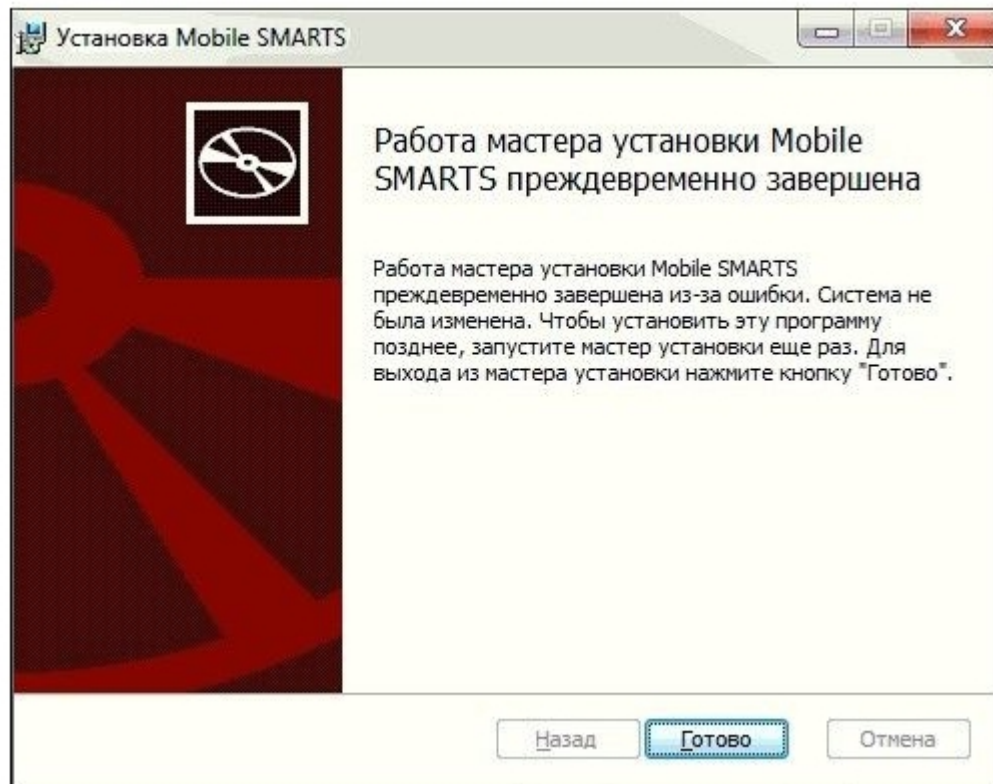 Установка Mobile SMARTS
Работа мастера установки Mobile
SMARTS преждевременно завершена
Работа мастера установки Mobile SMARTS
преждевременно завершена из-за ошибки. Система не
была изменена. Чтобы установить эту программу
позднее, запустите мастер установки еще раз. Для
выхода из мастера установки нажмите кнопку "Готово".
Назад
Готово
Отмена